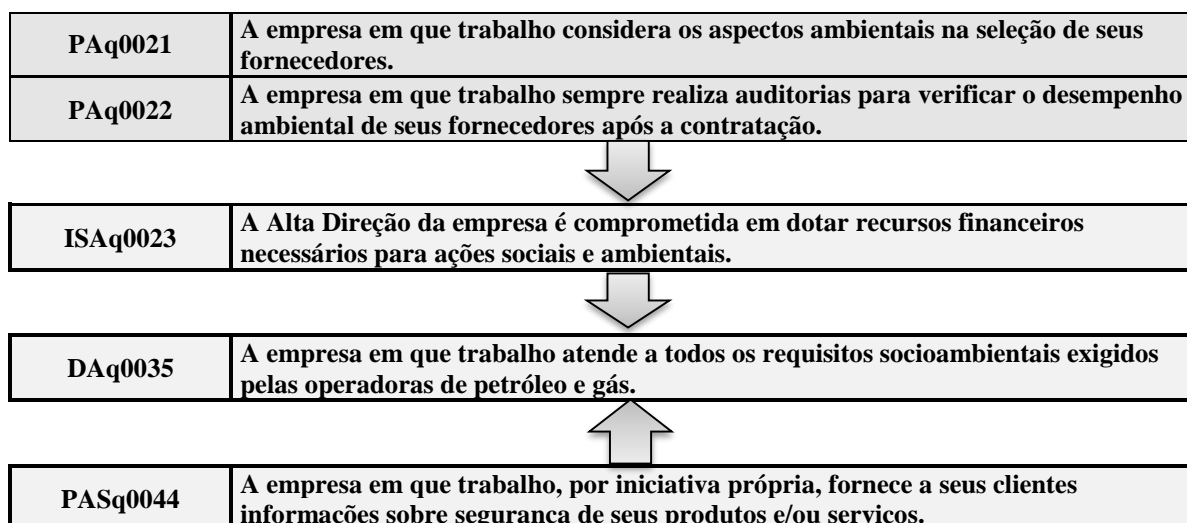 PAq0021
A empresa em que trabalho considera os aspectos ambientais na seleção de seus
fornecedores.
PAq0022
A empresa em que trabalho sempre realiza auditorias para verificar o desempenho
ambiental de seus fornecedores após a contratação.
ISAq0023
A Alta Direção da empresa é comprometida em dotar recursos financeiros
necessários para ações sociais e ambientais.
DAq0035
A empresa em que trabalho atende a todos os requisitos socioambientais exigidos
pelas operadoras de petróleo e gás.
PASq0044
A empresa em que trabalho, por iniciativa própria, fornece a seus clientes
informações sobre segurança de seus produtos e/ou serviços.